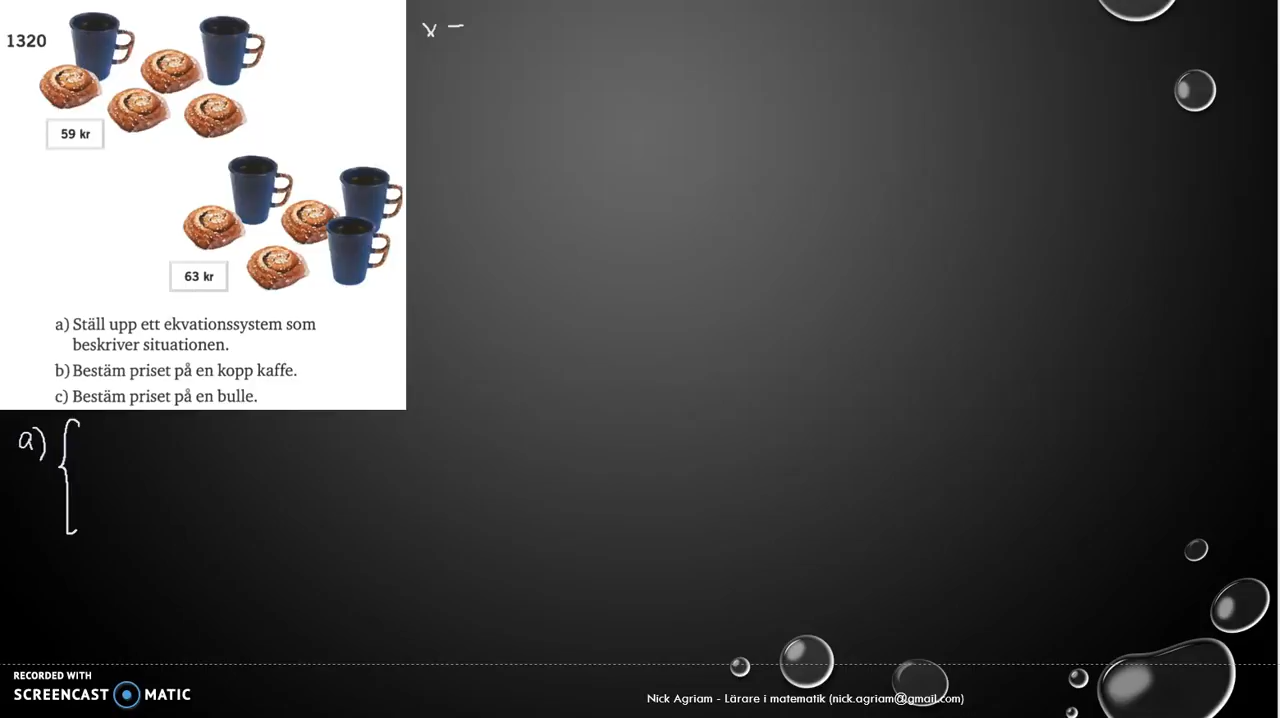 1320
59 kr
63 kr
a) Ställ upp ett ekvationssystem som
beskriver situationen.
b) Bestäm priset på en kopp kaffe.
c) Bestäm priset på en bulle.
x -
a) {
RECORDED WITH
SCREENCAST MATIC
Nick Agriam - Lärare i matematik (nick.agriam@gmail.com)